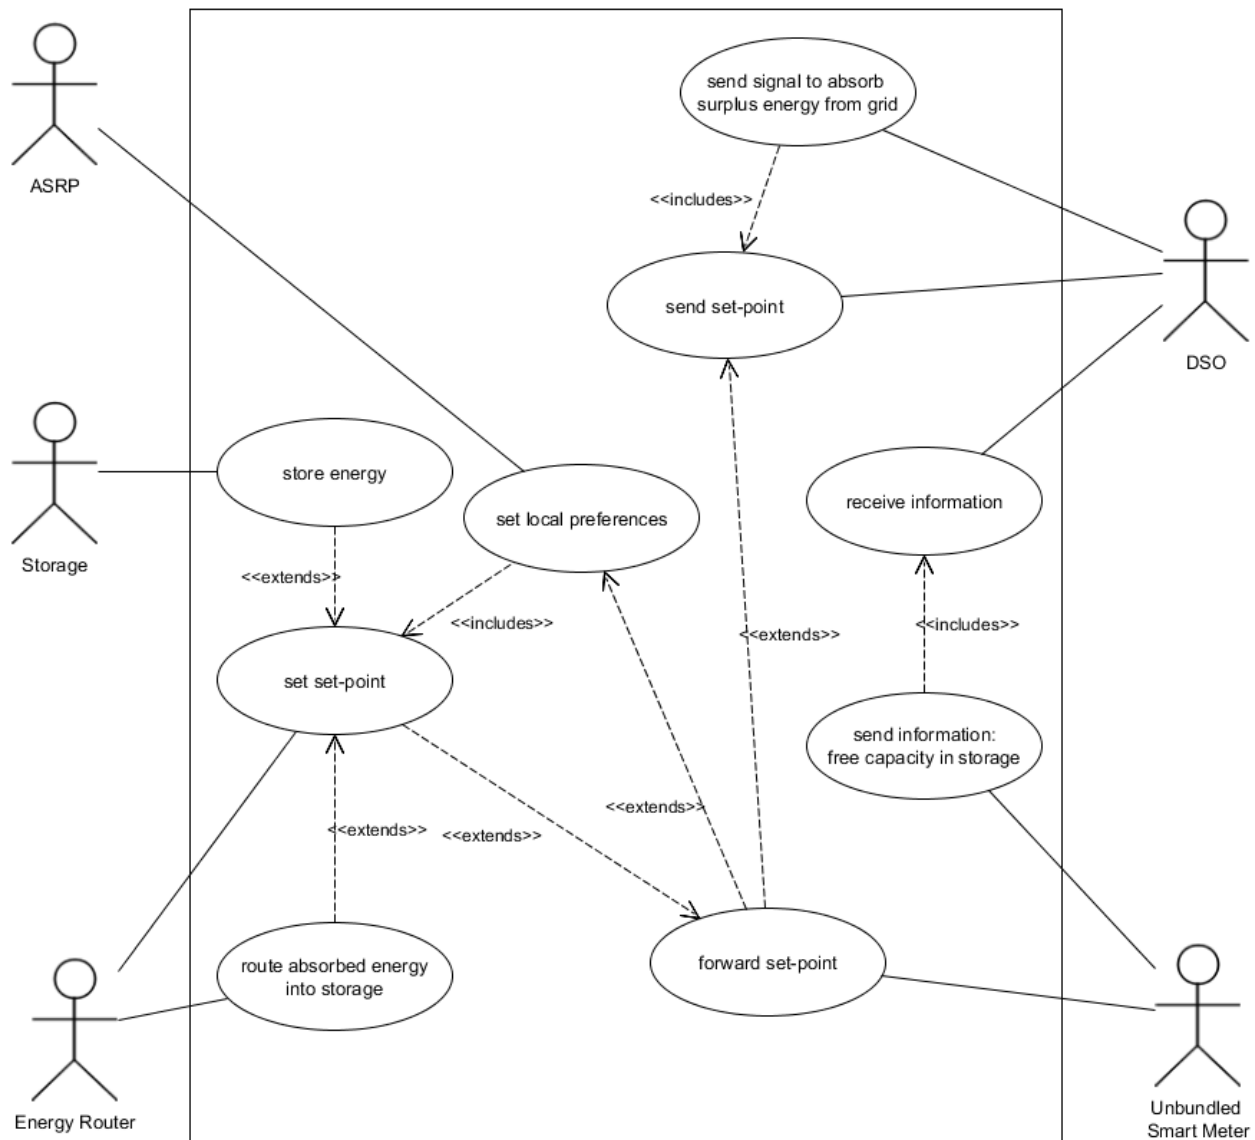 send signal to absorb
surplus energy from grid
ASRP
<<includes>>
send set-point
DSO
store energy
receive information
set local preferences
Storage
<<extends>>
<<includes>>
<<includes>>
<<extends>>
set set-point
send information:
free capacity in storage
<<extends>>
<<extends>>
<<extends>>
route absorbed energy
into storage
forward set-point
Energy Router
Unbundled
Smart Meter